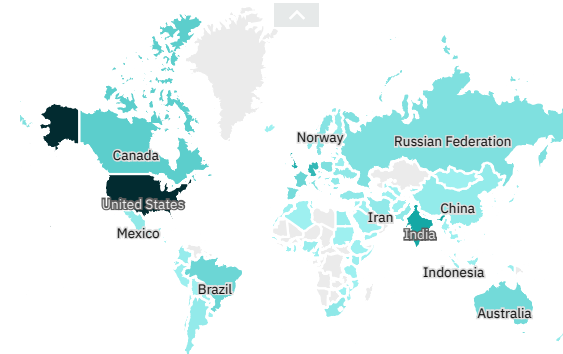 Norway
Russian Federation
Canada
United States
China
Iran
Mexico
India
Indonesia
Brazil
Australia